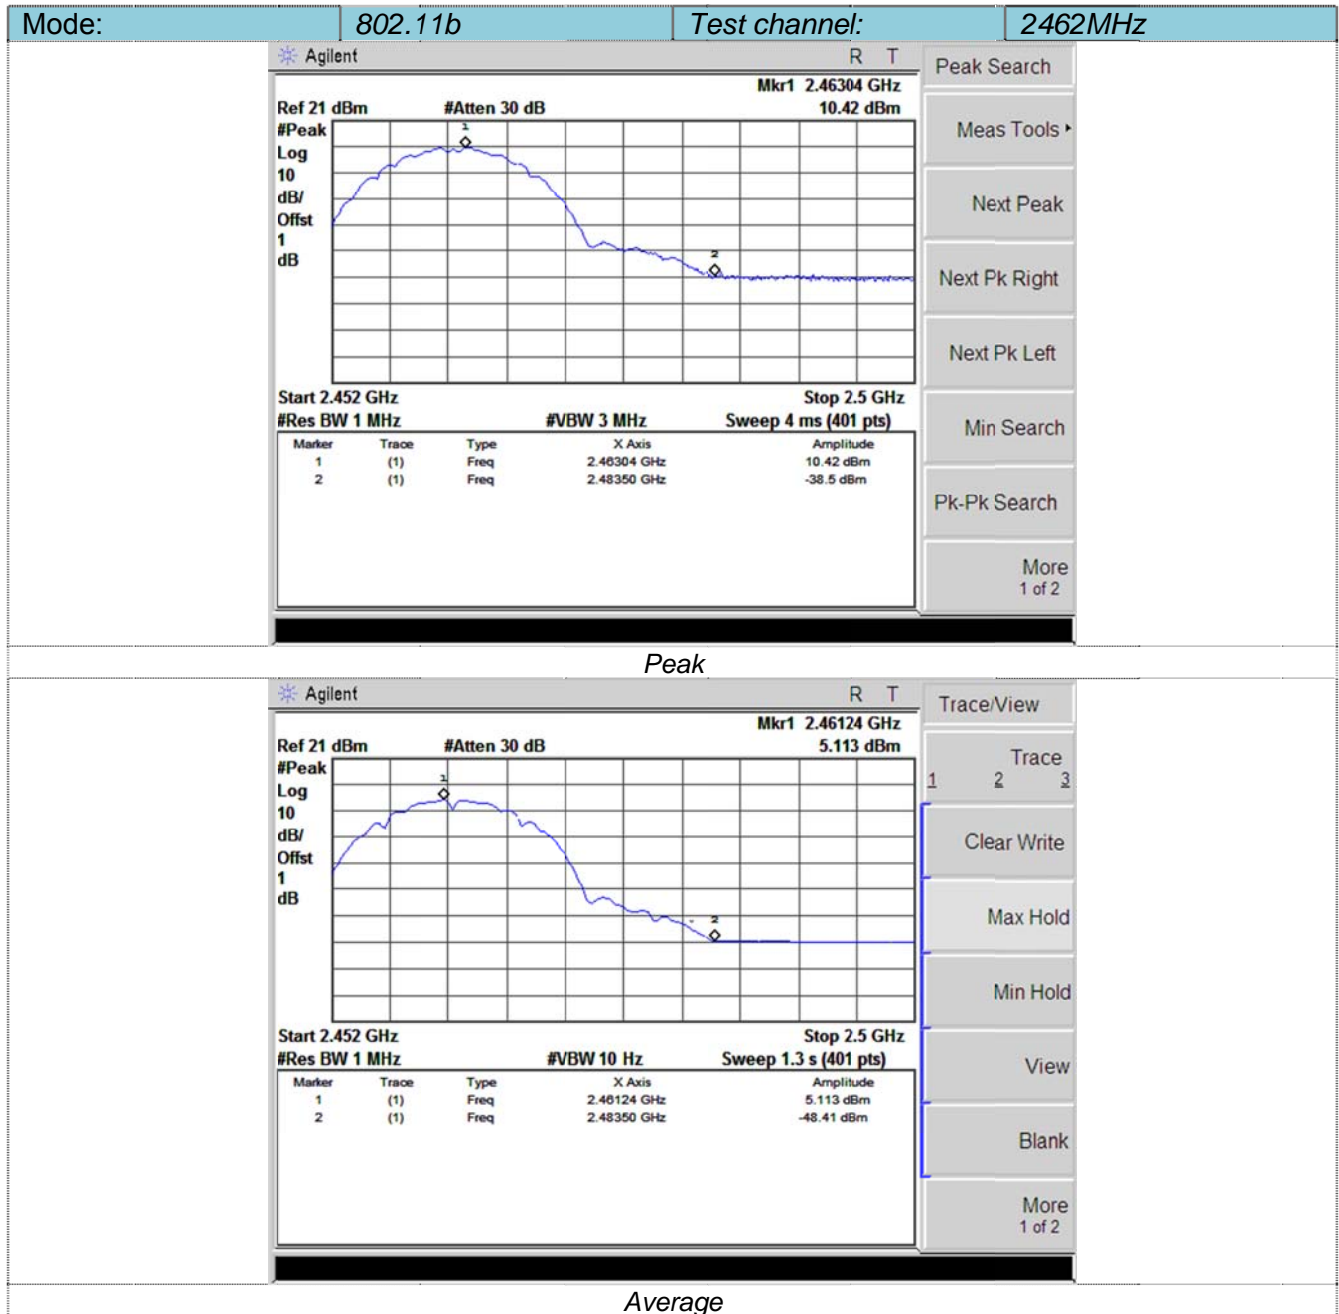 Mode: 802.11b Test channel: 2462MHz
Agilent R T
Peak Search
Mkr1 2.46304 GHz
Ref 21 dBm #Atten 30 dB 10.42 dBm
#Peak
Log
10
dB/
Offst
1
dB
1
2
Start 2.452 GHz Stop 2.5 GHz
#Res BW 1 MHz #VBW 3 MHz Sweep 4 ms (401 pts)
Marker Trace Type X Axis Amplitude
1 (1) Freq 2.46304 GHz 10.42 dBm
2 (1) Freq 2.48350 GHz -38.5 dBm
Meas Tools
Next Peak
Next Pk Right
Next Pk Left
Min Search
Pk-Pk Search
More
1 of 2
Peak
Agilent R T
Trace/View
Mkr1 2.46124 GHz
Ref 21 dBm #Atten 30 dB 5.113 dBm
#Peak
Log
10
dB/
Offst
1
dB
1
2
Start 2.452 GHz Stop 2.5 GHz
#Res BW 1 MHz #VBW 10 Hz Sweep 1.3 s (401 pts)
Marker Trace Type X Axis Amplitude
1 (1) Freq 2.46124 GHz 5.113 dBm
2 (1) Freq 2.48350 GHz -48.41 dBm
Trace
1 2 3
Clear Write
Max Hold
Min Hold
View
Blank
More
1 of 2
Average